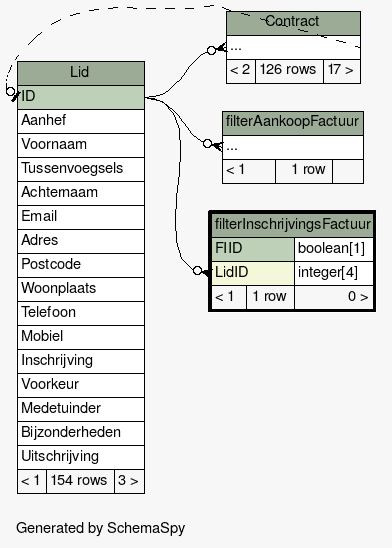 Contract
...
< 2 126 rows 17 >
Lid
ID
Aanhef
Voornaam
Tussenvoegsels
Achternaam
Email
Adres
Postcode
Woonplaats
Telefoon
Mobiel
Inschrijving
Voorkeur
Medetuinder
Bijzonderheden
Uitschrijving
< 1 154 rows 3 >
filterAankoopFactuur
...
< 1 1 row
filterInschrijvingsFactuur
FIID boolean[1]
LidID integer[4]
< 1 1 row 0 >
Generated by SchemaSpy